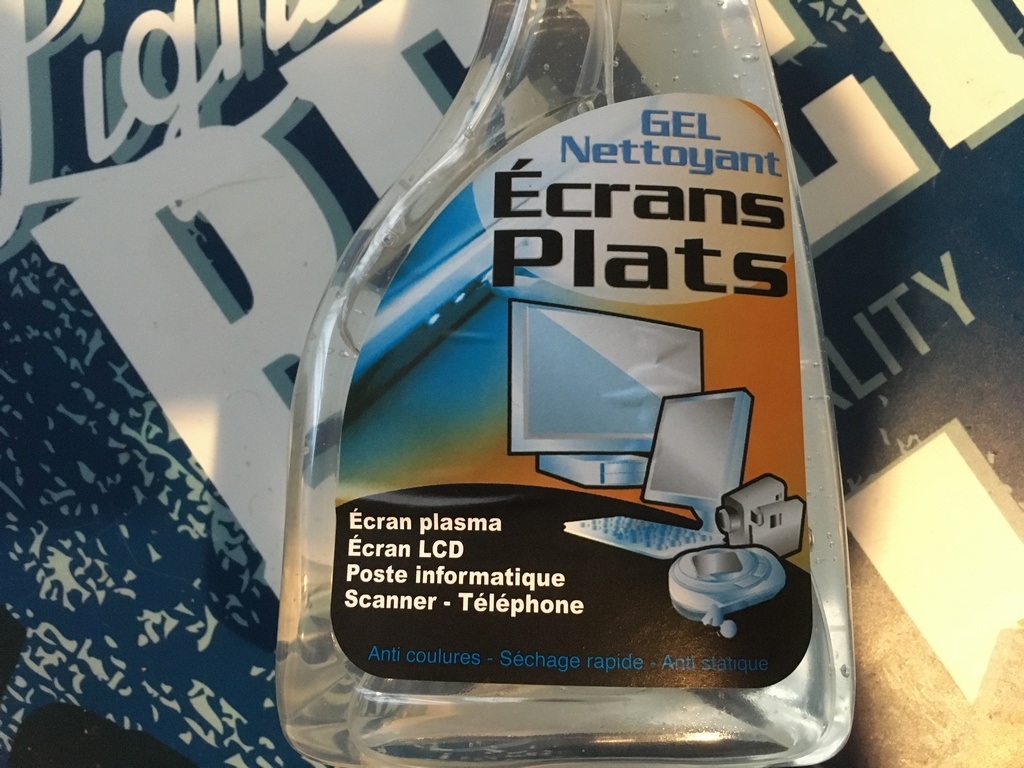 GEL
Nettoyant
Écrans
Plats
Écran plasma
Écran LCD
Poste informatique
Scanner - Téléphone
Anti coulures - Séchage rapide - Anti statique